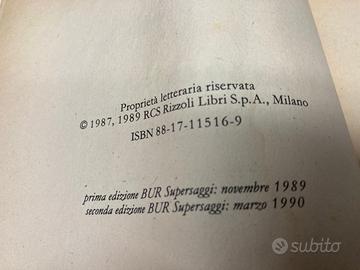 Proprietà letteraria riservata
© 1987, 1989 RCS Rizzoli Libri S.p.A., Milano
ISBN 88-17-11516-9
prima edizione BUR Supersaggi: novembre 1989
seconda edizione BUR Supersaggi: marzo 1990
subito